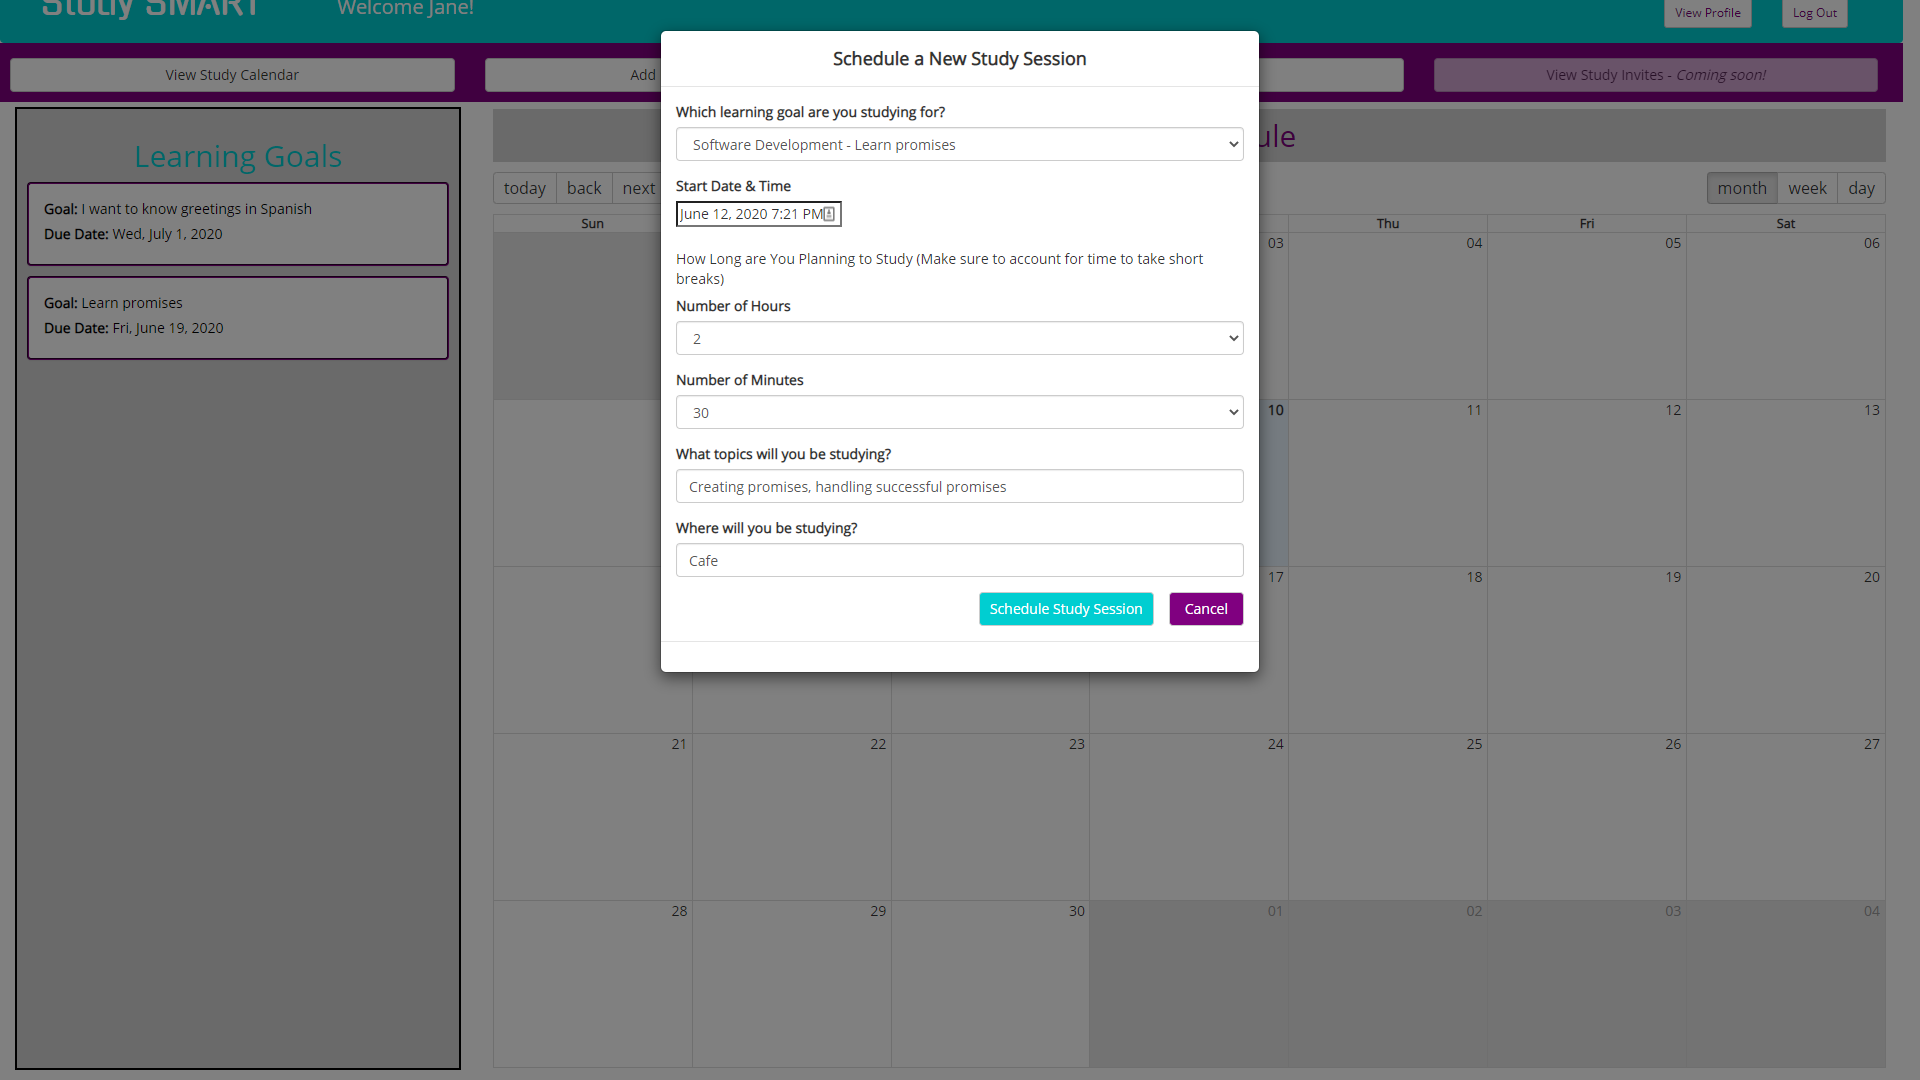 Study SMART
Welcome Jane!
View Profile
Log Out
View Study Calendar
Add
View Study Invites - Coming soon!
Learning Goals
Goal: I want to know greetings in Spanish
Due Date: Wed, July 1, 2020
Goal: Learn promises
Due Date: Fri, June 19, 2020
Schedule a New Study Session
Which learning goal are you studying for?
Software Development - Learn promises
Start Date & Time
June 12, 2020 7:21 PM
How Long are You Planning to Study (Make sure to account for time to take short
breaks)
Number of Hours
2
Number of Minutes
30
What topics will you be studying?
Creating promises, handling successful promises
Where will you be studying?
Cafe
Schedule Study Session
Cancel
today back next
month week day
Sun Thu Fri Sat
03 04 05 06
10 11 12 13
17 18 19 20
21 22 23 24 25 26 27
28 29 30 01 02 03 04